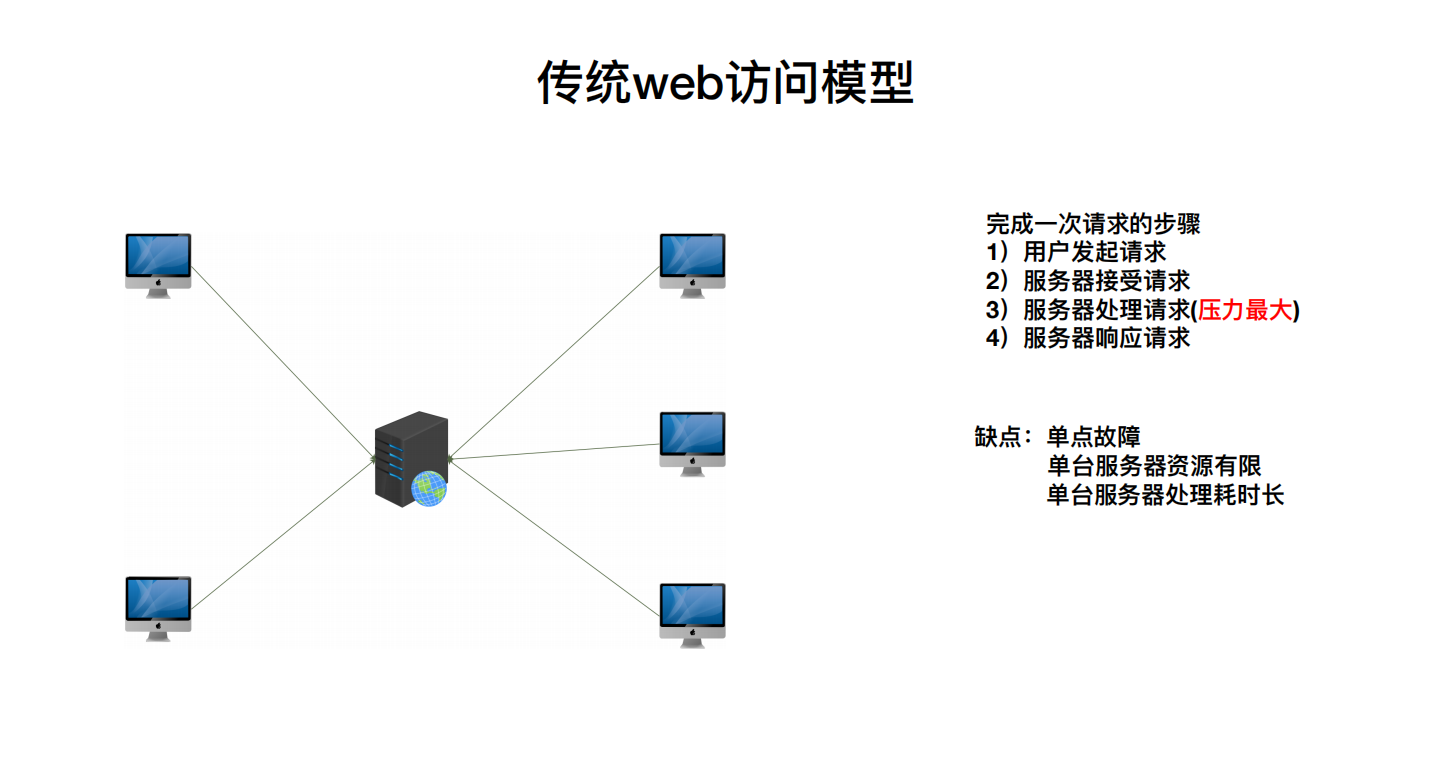 传统web访问模型
完成一次请求的步骤
1）用户发起请求
2）服务器接受请求
3）服务器处理请求(压力最大)
4）服务器响应请求
缺点：单点故障
单台服务器资源有限
单台服务器处理耗时长